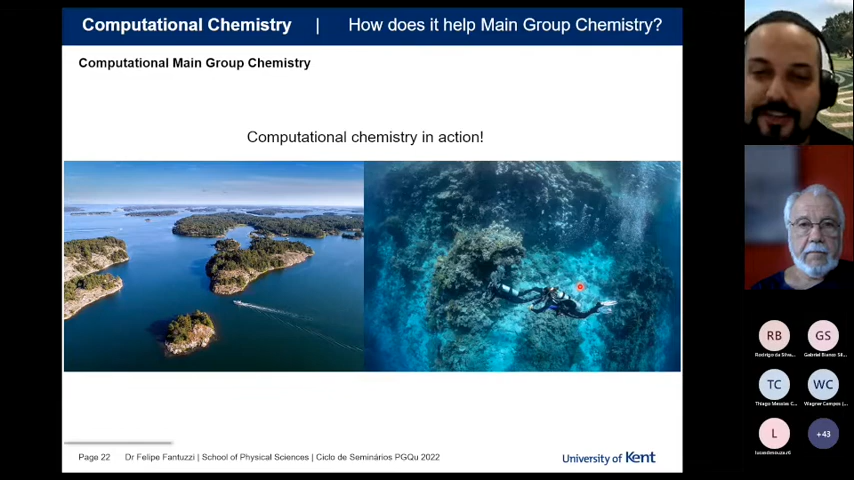 Computational Chemistry | How does it help Main Group Chemistry?
Computational Main Group Chemistry
Computational chemistry in action!
Page 22 Dr Felipe Fantuzzi | School of Physical Sciences | Ciclo de Seminários PGQu 2022
University of Kent
RB
GS
Rodrigo da Silva...
Gabriel Bianco Sil...
TC
WC
Thiago Messias C...
Wagner Campos (...
L
+43